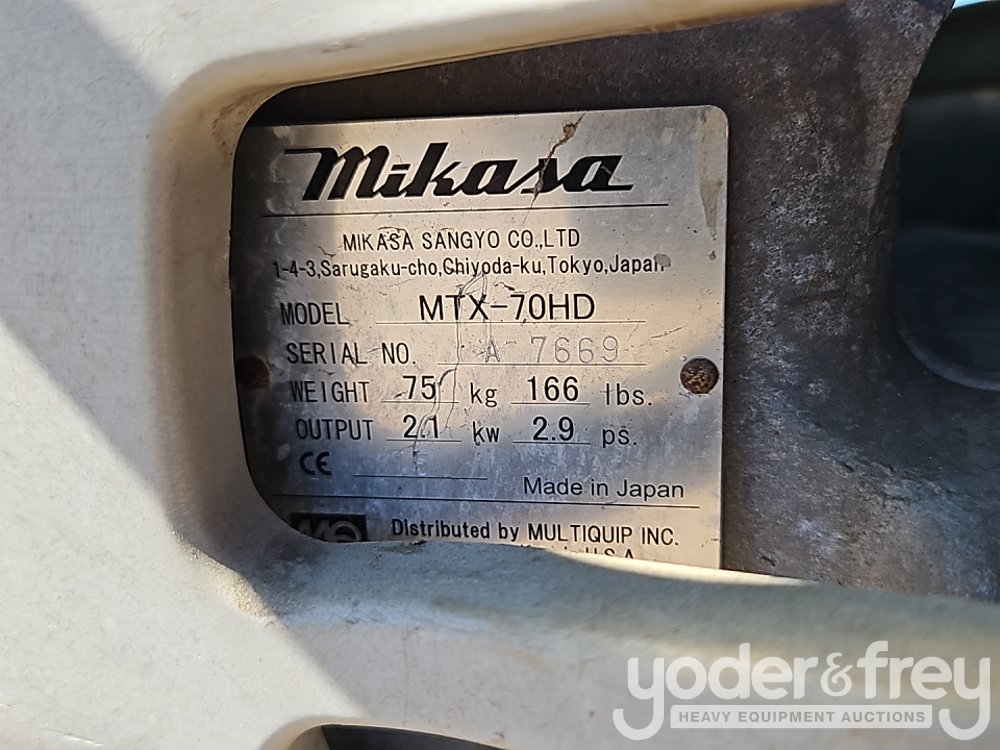 mikasa
MIKASA SANGYO CO.,LTD
1-4-3,Sarugaku-cho,Chiyoda-ku,Tokyo,Japan
MODEL MTX-70HD
SERIAL NO. A 7669
WEIGHT 75 kg 166 lbs.
OUTPUT 2.1 kw 2.9 ps.
CE
Made in Japan
MQ Distributed by MULTIQUIP INC.
U.S.A.
yoder&frey
HEAVY EQUIPMENT AUCTIONS